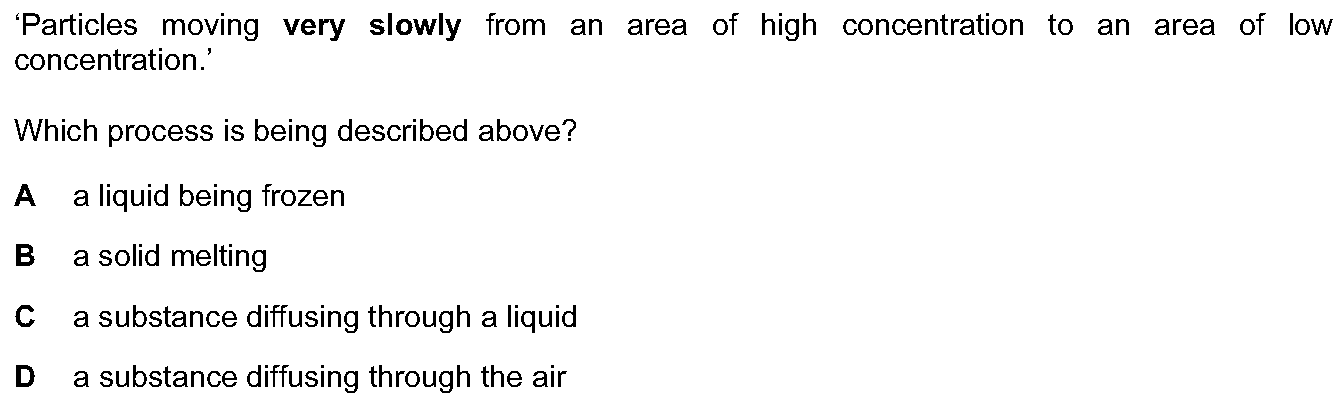 ‘Particles moving very slowly from an area of high concentration to an area of low
concentration.’
Which process is being described above?
A a liquid being frozen
B a solid melting
C a substance diffusing through a liquid
D a substance diffusing through the air